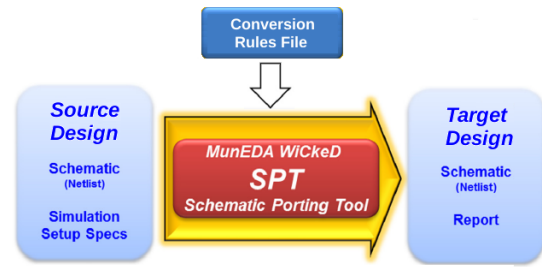 Conversion
Rules File
Source
Design
Schematic
(Netlist)
Simulation
Setup Specs
MunEDA WiCkeD
SPT
Schematic Porting Tool
Target
Design
Schematic
(Netlist)
Report